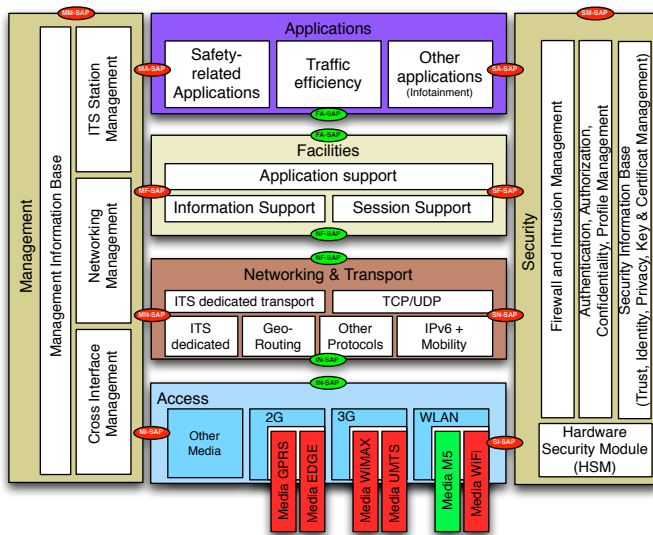 MM-SAP
SM-SAP
Management
Management Information Base
ITS Station
Management
Networking
Management
Cross Interface
Management
MA-SAP
MF-SAP
MN-SAP
MI-SAP
Applications
Safety-
related
Applications
Traffic
efficiency
Other
applications
(Infotainment)
FA-SAP
FA-SAP
Facilities
Application support
Information Support
Session Support
NF-SAP
NF-SAP
Networking & Transport
ITS dedicated transport
TCP/UDP
ITS
dedicated
Geo-
Routing
Other
Protocols
IPv6 +
Mobility
IN-SAP
IN-SAP
Access
Other
Media
2G
Media GPRS
Media EDGE
3G
Media WiMAX
Media UMTS
WLAN
Media M5
Media WiFi
SA-SAP
SF-SAP
SN-SAP
SI-SAP
Security
Firewall and Intrusion Management
Authentication, Authorization,
Confidentiality, Profile Management
Security Information Base
(Trust, Identity, Privacy, Key & Certificat Management)
Hardware
Security Module
(HSM)